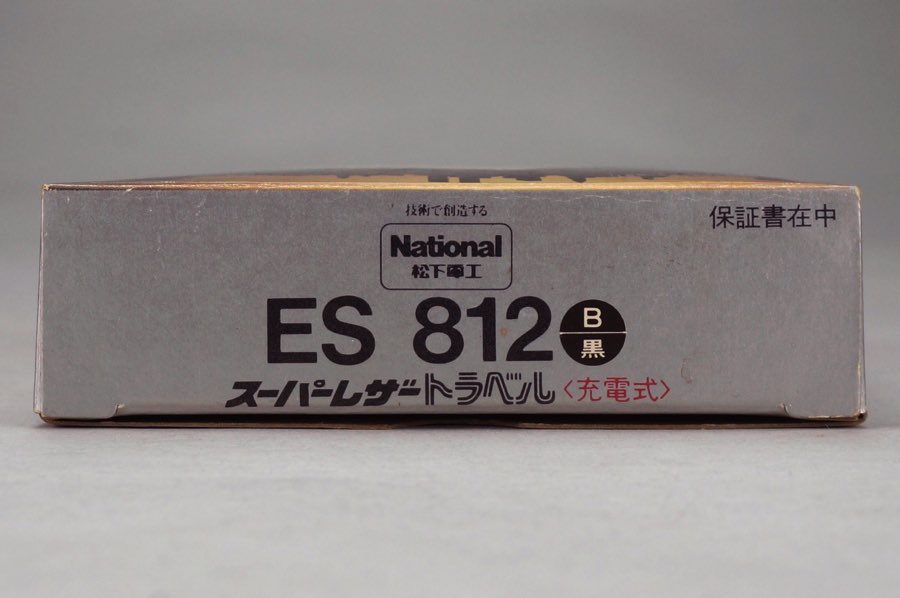 技術で創造する
保証書在中
National
松下電工
ES 812 B 黒
スーパーレザートラベル〈充電式〉